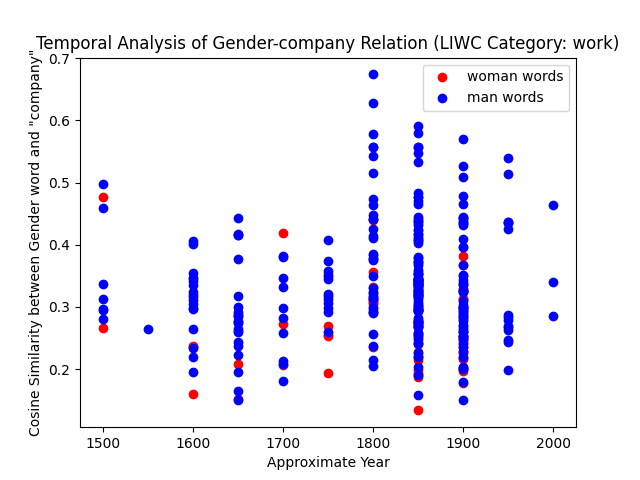 Temporal Analysis of Gender-company Relation (LIWC Category: work)
Cosine Similarity between Gender word and "company"
0.7
0.6
0.5
0.4
0.3
0.2
woman words
man words
1500 1600 1700 1800 1900 2000
Approximate Year